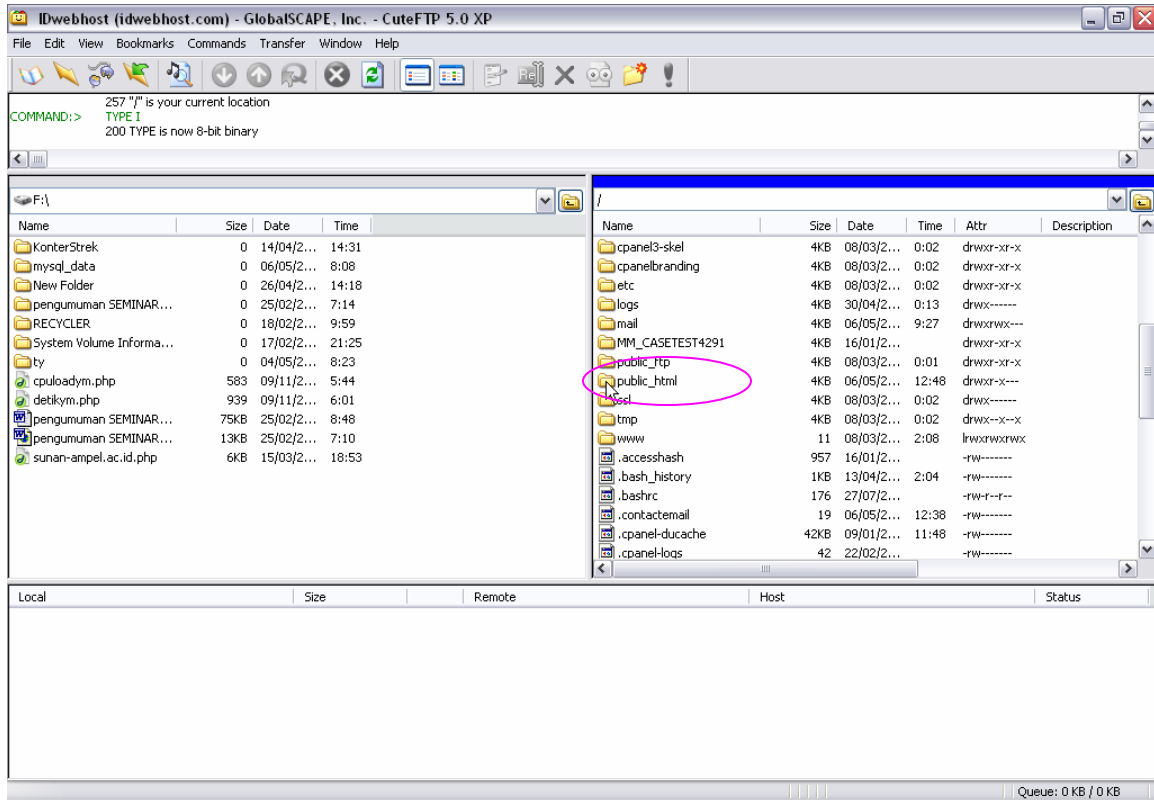 IDwebhost (idwebhost.com) - GlobalSCAPE, Inc. - CuteFTP 5.0 XP
File Edit View Bookmarks Commands Transfer Window Help
257 "/" is your current location
COMMAND:> TYPE I
200 TYPE is now 8-bit binary
F:\
Name Size Date Time
KonterStrek 0 14/04/2... 14:31
mysql_data 0 06/05/2... 8:08
New Folder 0 26/04/2... 14:18
pengumuman SEMINAR... 0 25/02/2... 7:14
RECYCLER 0 18/02/2... 9:59
System Volume Informa... 0 17/02/2... 21:25
ty 0 04/05/2... 8:23
cpuloadym.php 583 09/11/2... 5:44
detikym.php 939 09/11/2... 6:01
pengumuman SEMINAR... 75KB 25/02/2... 8:48
pengumuman SEMINAR... 13KB 25/02/2... 7:10
sunan-ampel.ac.id.php 6KB 15/03/2... 18:53
/
Name Size Date Time Attr Description
cpanel3-skel 4KB 08/03/2... 0:02 drwxr-xr-x
cpanelbranding 4KB 08/03/2... 0:02 drwxr-xr-x
etc 4KB 08/03/2... 0:02 drwxr-xr-x
logs 4KB 30/04/2... 0:13 drwx------
mail 4KB 06/05/2... 9:27 drwxrwx---
MM_CASETEST4291 4KB 16/01/2... drwxr-xr-x
public_ftp 4KB 08/03/2... 0:01 drwxr-xr-x
public_html 4KB 06/05/2... 12:48 drwxr-x---
ssl 4KB 08/03/2... 0:02 drwx------
tmp 4KB 08/03/2... 0:02 drwx--x--x
www 11 08/03/2... 2:08 lrwxrwxrwx
.accesshash 957 16/01/2... -rw-------
.bash_history 1KB 13/04/2... 2:04 -rw-------
.bashrc 176 27/07/2... -rw-r--r--
.contactemail 19 06/05/2... 12:38 -rw-------
.cpanel-ducache 42KB 09/01/2... 11:48 -rw-------
.cpanel-logs 42 22/02/2... -rw-------
Local Size Remote Host Status
Queue: 0 KB / 0 KB